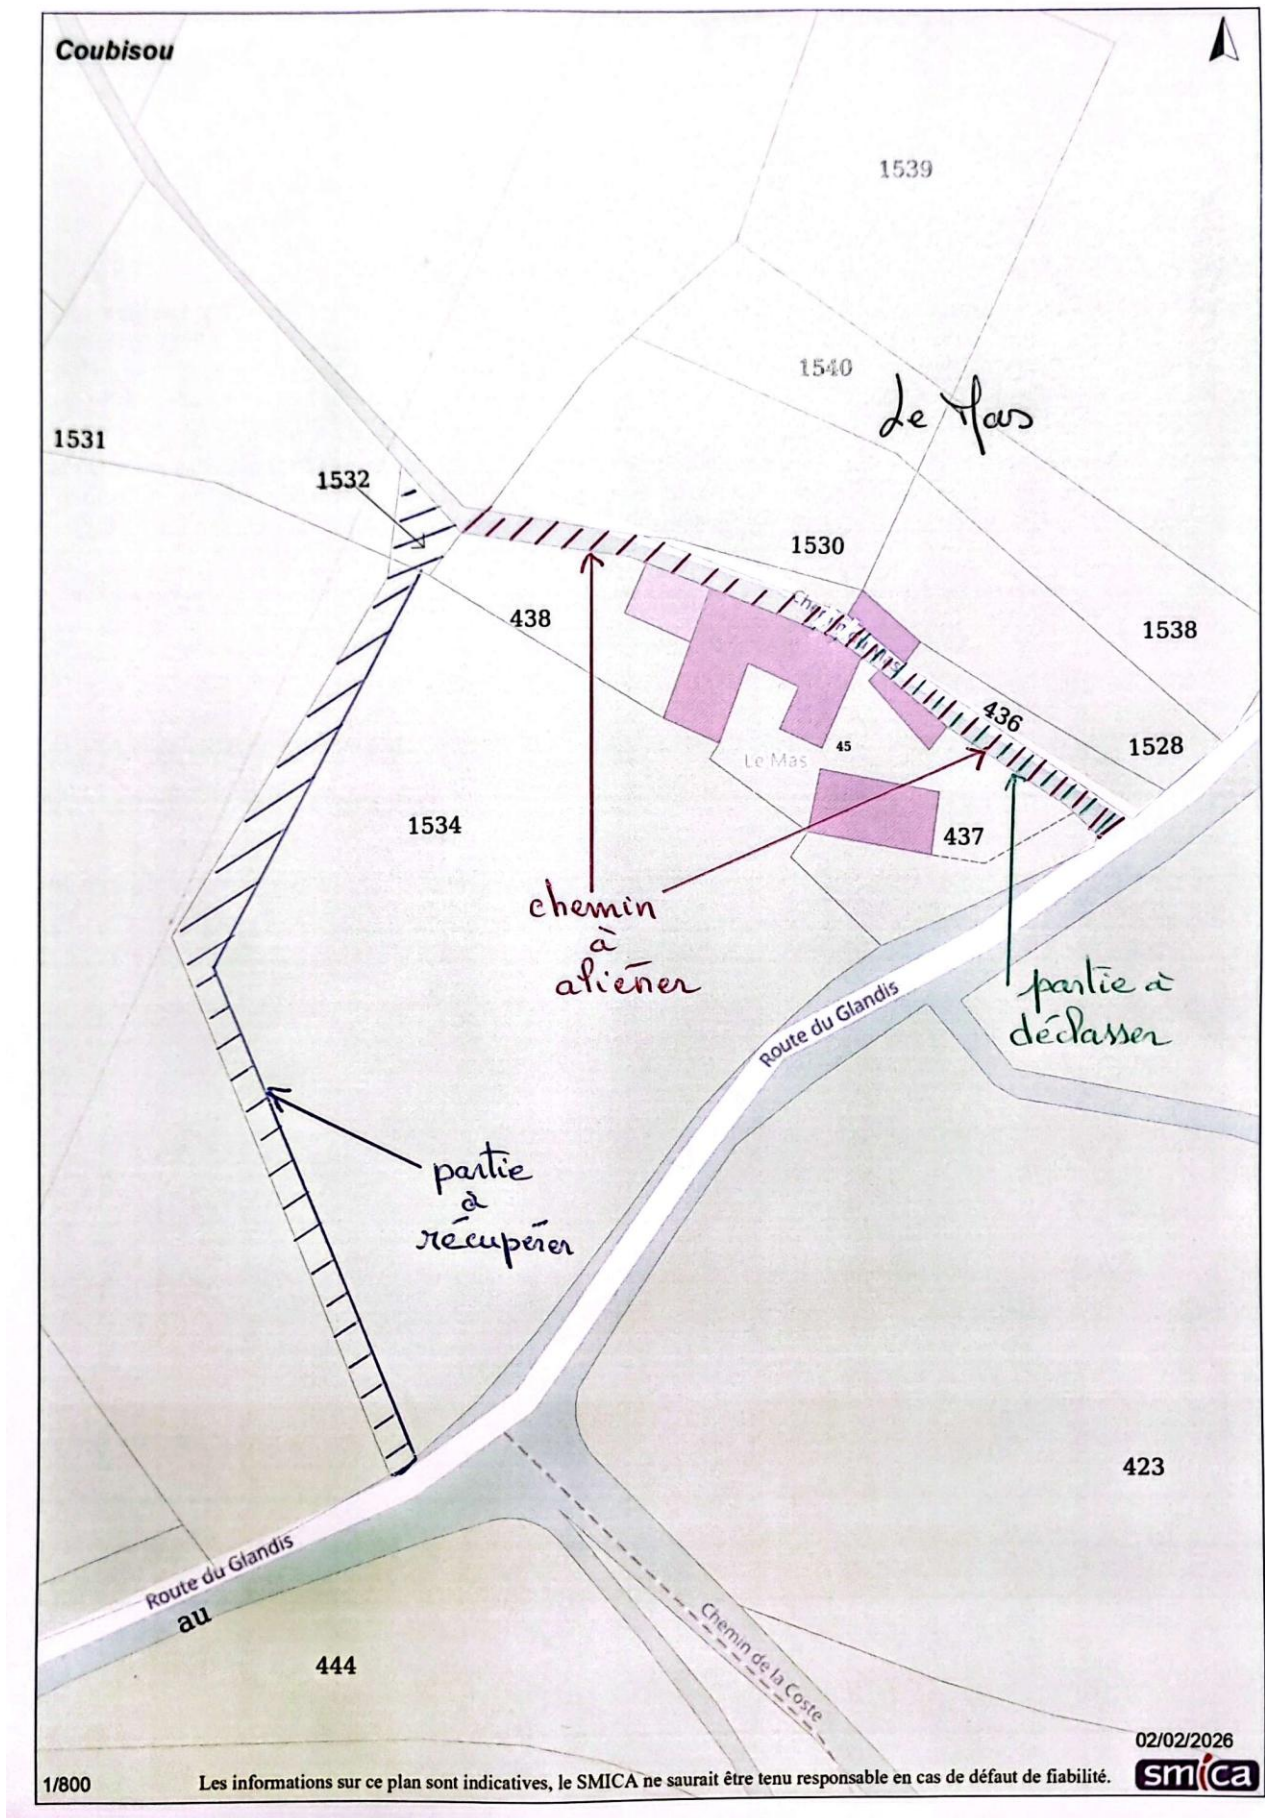 Coubisou
1539
1540
Le Mas
1531
1532
1530
438
1538
436
1528
45
Le Mas
1534
437
chemin
à
aliéner
partie à
déclasser
Route du Glandis
partie
à
récupérer
423
Route du Glandis
au
444
Chemin de la Coste
02/02/2026
1/800
Les informations sur ce plan sont indicatives, le SMICA ne saurait être tenu responsable en cas de défaut de fiabilité.
smica